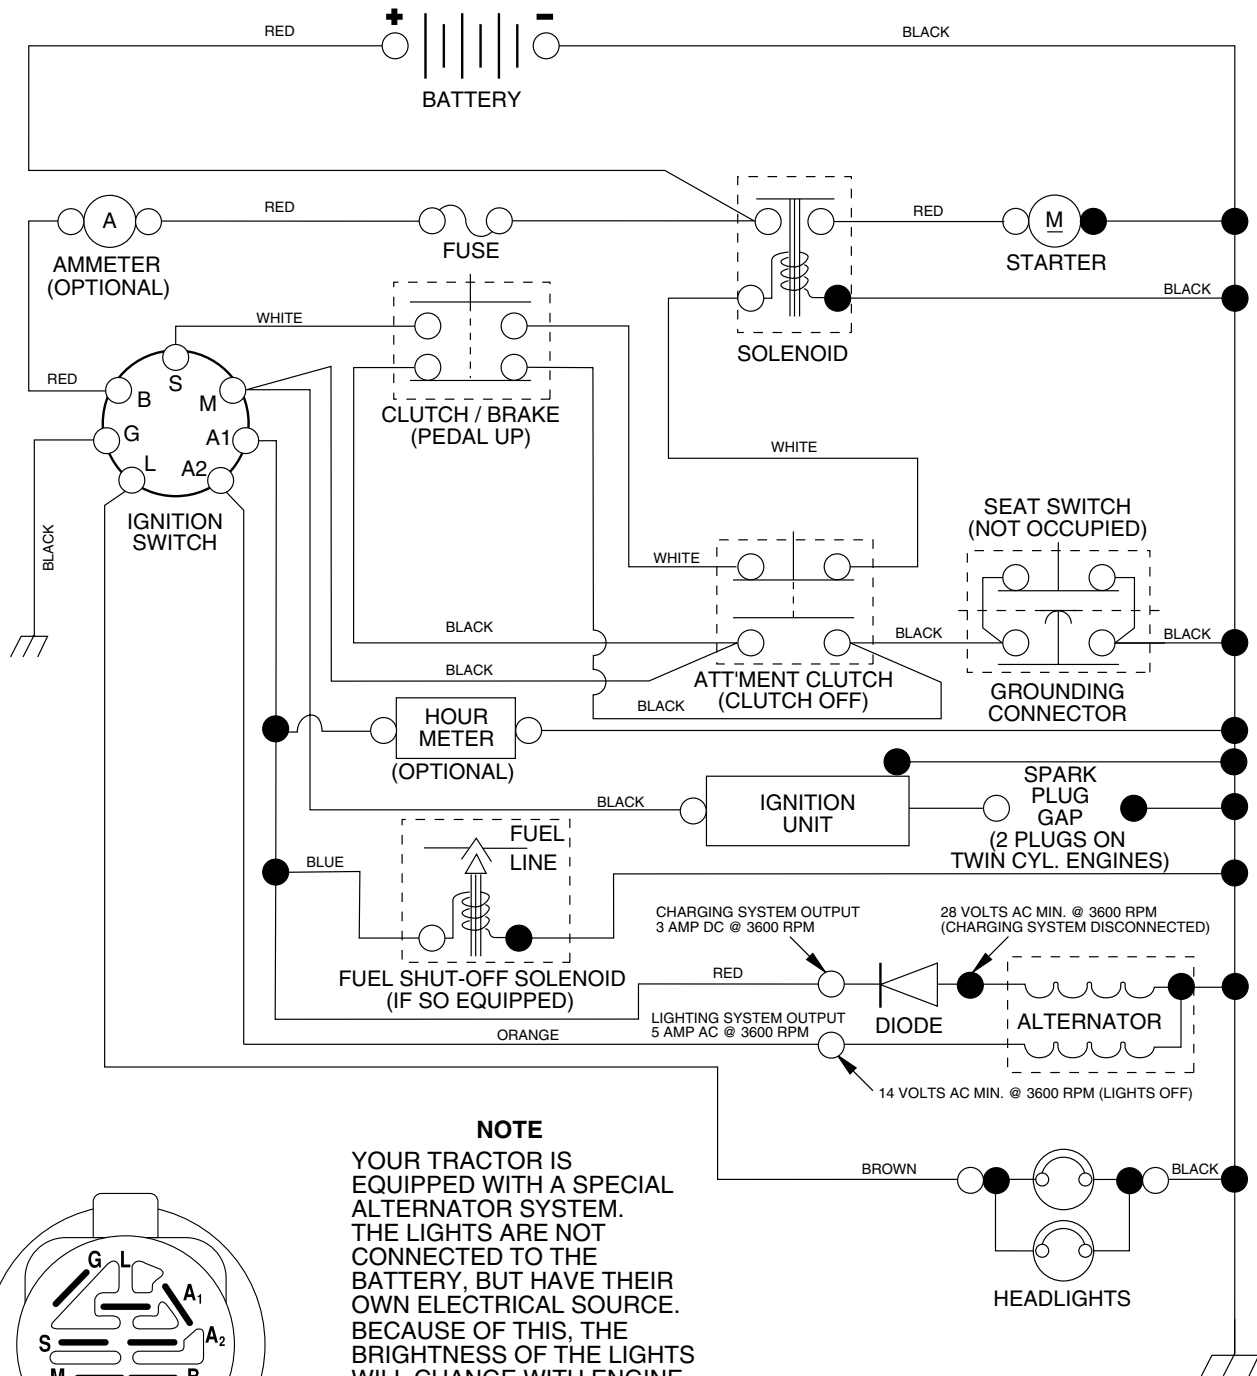 RED
+
−
BLACK
BATTERY
A
RED
RED
M
FUSE
STARTER
AMMETER
(OPTIONAL)
BLACK
WHITE
SOLENOID
RED
S
B
M
CLUTCH / BRAKE
(PEDAL UP)
G
A1
L
A2
WHITE
IGNITION
SWITCH
BLACK
SEAT SWITCH
(NOT OCCUPIED)
WHITE
BLACK
BLACK
BLACK
BLACK
ATT'MENT CLUTCH
(CLUTCH OFF)
BLACK
GROUNDING
CONNECTOR
HOUR
METER
(OPTIONAL)
BLACK
IGNITION
UNIT
SPARK
PLUG
GAP
(2 PLUGS ON
TWIN CYL. ENGINES)
FUEL
LINE
BLUE
FUEL SHUT-OFF SOLENOID
(IF SO EQUIPPED)
CHARGING SYSTEM OUTPUT
3 AMP DC @ 3600 RPM
28 VOLTS AC MIN. @ 3600 RPM
(CHARGING SYSTEM DISCONNECTED)
RED
DIODE
ALTERNATOR
LIGHTING SYSTEM OUTPUT
5 AMP AC @ 3600 RPM
ORANGE
14 VOLTS AC MIN. @ 3600 RPM (LIGHTS OFF)
NOTE
YOUR TRACTOR IS
EQUIPPED WITH A SPECIAL
ALTERNATOR SYSTEM.
THE LIGHTS ARE NOT
CONNECTED TO THE
BATTERY, BUT HAVE THEIR
OWN ELECTRICAL SOURCE.
BECAUSE OF THIS, THE
BRIGHTNESS OF THE LIGHTS
WILL CHANGE WITH ENGINE
BROWN
BLACK
HEADLIGHTS
G
L
A1
A2
S
M
B